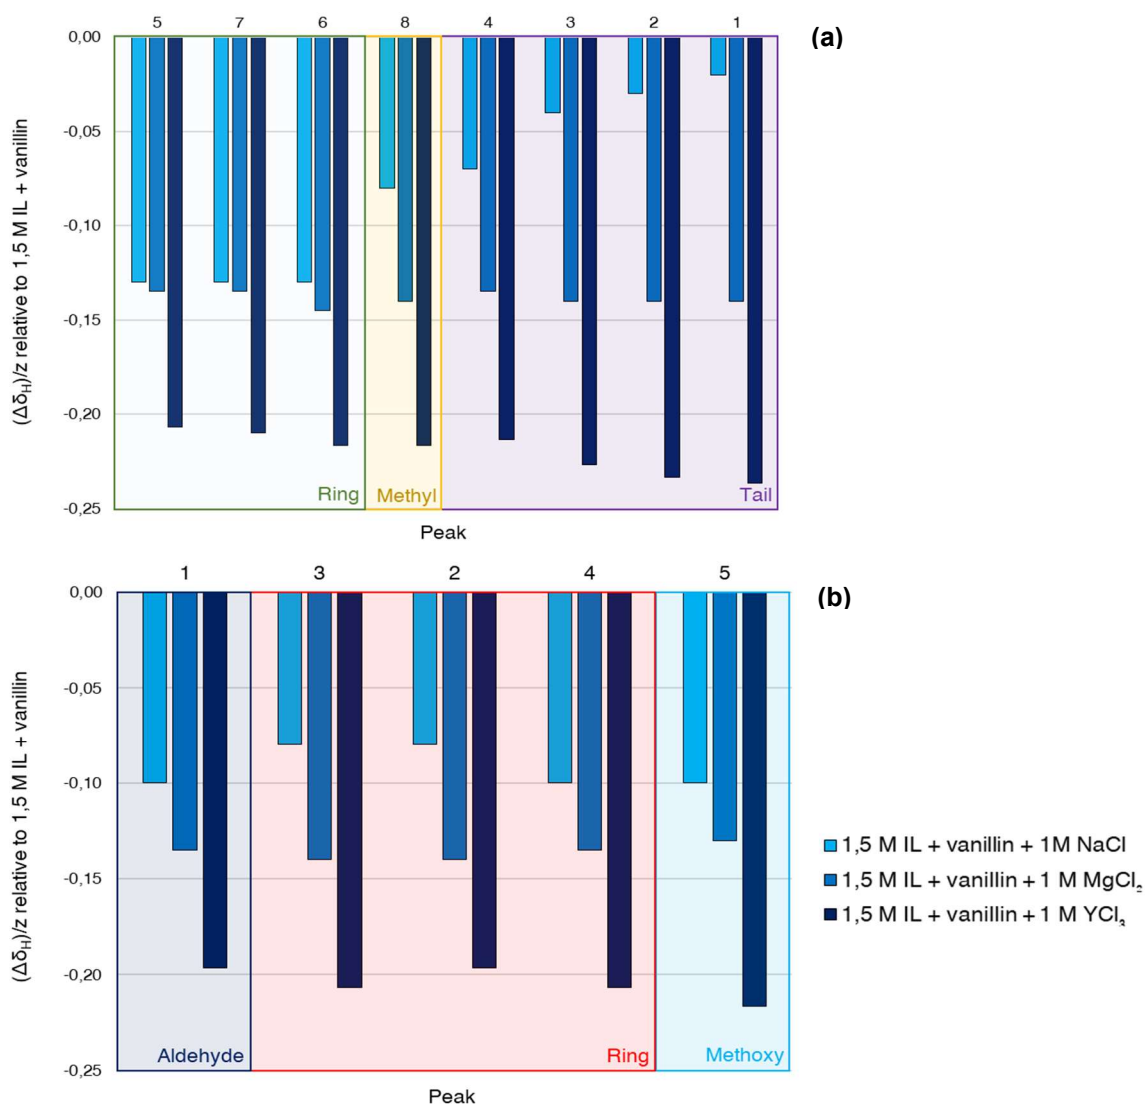 5 7 6 8 4 3 2 1
(a)
0,00
-0,05
-0,10
-0,15
-0,20
-0,25
(Δδ_H)/z relative to 1,5 M IL + vanillin
Ring Methyl Tail
Peak
1 3 2 4 5
(b)
0,00
-0,05
-0,10
-0,15
-0,20
-0,25
(Δδ_H)/z relative to 1,5 M IL + vanillin
Aldehyde Ring Methoxy
Peak
1,5 M IL + vanillin + 1M NaCl
1,5 M IL + vanillin + 1 M MgCl₂
1,5 M IL + vanillin + 1 M YCl₃